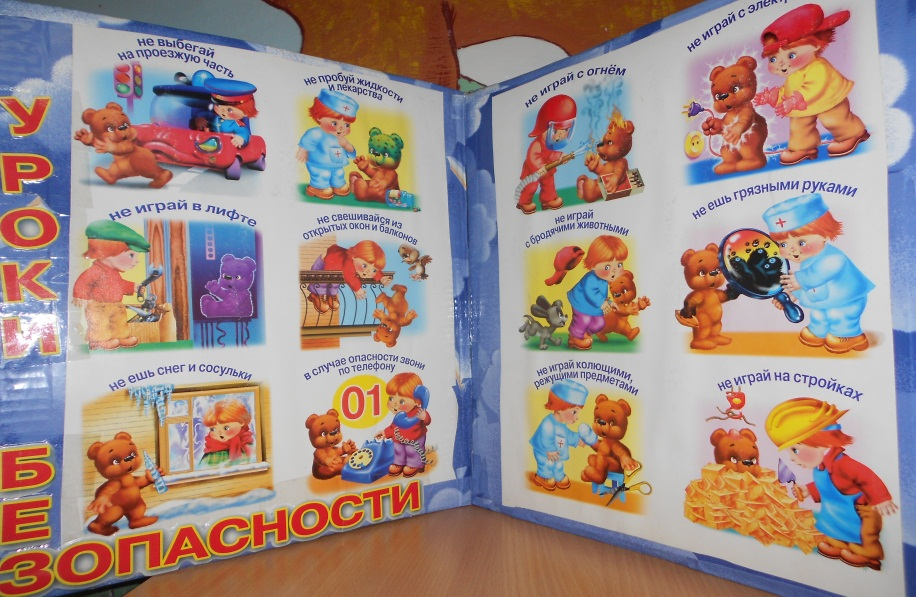 УРОКИ
БЕЗОПАСНОСТИ
не выбегай
на проезжую часть
не пробуй жидкости
и лекарства
не играй в лифте
не свешивайся из
открытых окон и балконов
не ешь снег и сосульки
в случае опасности звони
по телефону
01
не играй с огнём
не играй с
не играй
с бродячими животными
не ешь грязными руками
не играй колющими,
режущими предметами
не играй на стройках